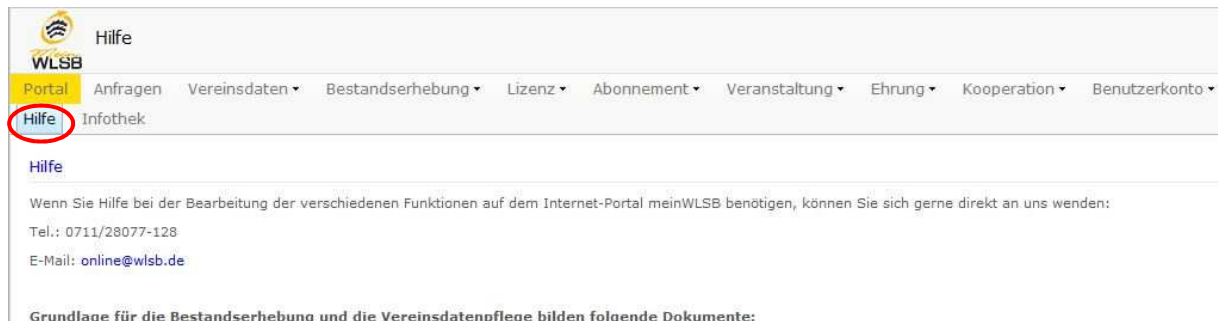 Mein
WLSB
Hilfe
Portal Anfragen Vereinsdaten Bestandserhebung Lizenz Abonnement Veranstaltung Ehrung Kooperation Benutzerkonto
Hilfe Infothek
Hilfe
Wenn Sie Hilfe bei der Bearbeitung der verschiedenen Funktionen auf dem Internet-Portal meinWLSB benötigen, können Sie sich gerne direkt an uns wenden:
Tel.: 0711/28077-128
E-Mail: online@wlsb.de
Grundlage für die Bestandserhebung und die Vereinsdatenpflege bilden folgende Dokumente: